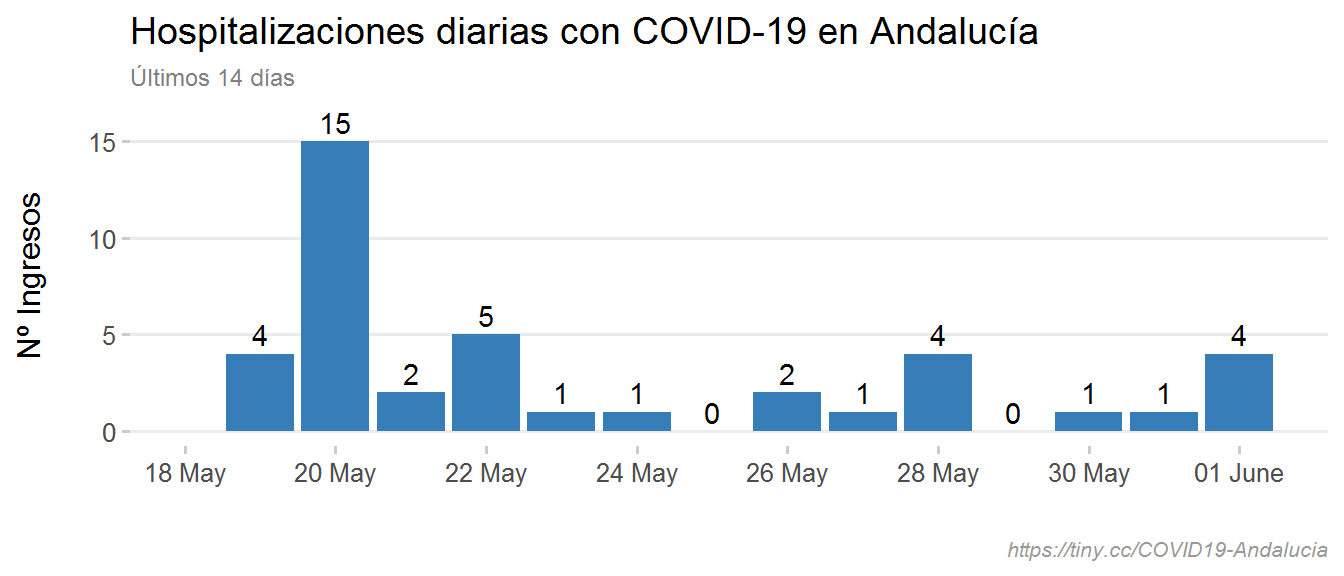 Hospitalizaciones diarias con COVID-19 en Andalucía
Últimos 14 días
Nº Ingresos
15
10
5
0
4
15
2
5
1
1
0
2
1
4
0
1
1
4
18 May
20 May
22 May
24 May
26 May
28 May
30 May
01 June
https://tiny.cc/COVID19-Andalucia